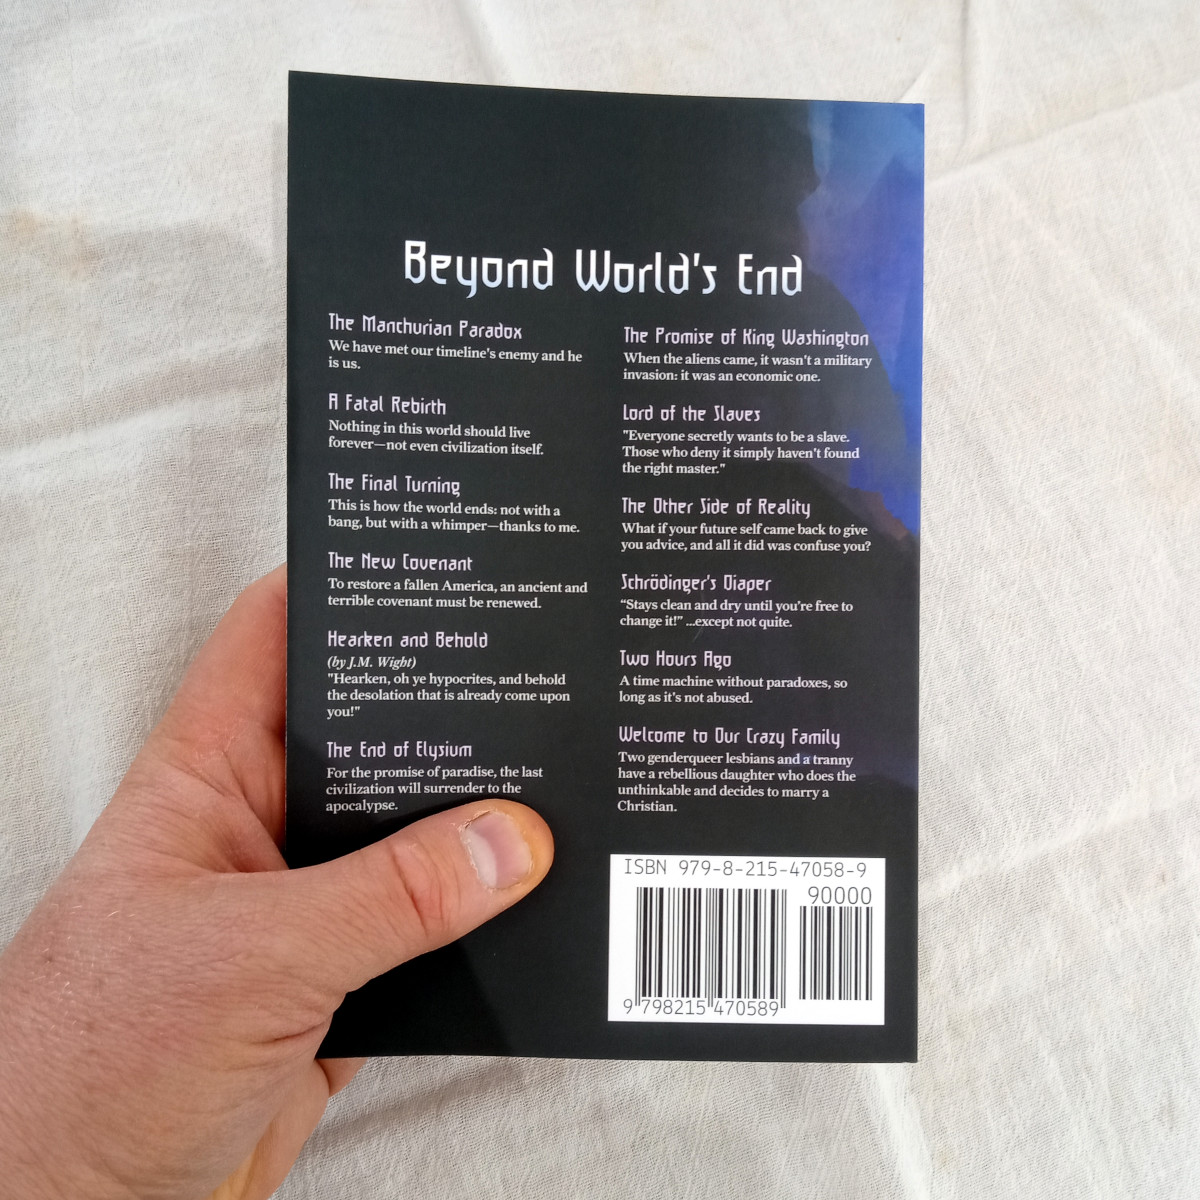 Beyond World's End
The Manchurian Paradox
We have met our timeline's enemy and he
is us.
A Fatal Rebirth
Nothing in this world should live
forever—not even civilization itself.
The Final Turning
This is how the world ends: not with a
bang, but with a whimper—thanks to me.
The New Covenant
To restore a fallen America, an ancient and
terrible covenant must be renewed.
Hearken and Behold
(by J.M. Wight)
"Hearken, oh ye hypocrites, and behold
the desolation that is already come upon
you!"
The End of Elysium
For the promise of paradise, the last
civilization will surrender to the
apocalypse.
The Promise of King Washington
When the aliens came, it wasn't a military
invasion: it was an economic one.
Lord of the Slaves
"Everyone secretly wants to be a slave.
Those who deny it simply haven't found
the right master."
The Other Side of Reality
What if your future self came back to give
you advice, and all it did was confuse you?
Schrödinger's Diaper
“Stays clean and dry until you're free to
change it!” ...except not quite.
Two Hours Ago
A time machine without paradoxes, so
long as it's not abused.
Welcome to Our Crazy Family
Two genderqueer lesbians and a tranny
have a rebellious daughter who does the
unthinkable and decides to marry a
Christian.
ISBN 979-8-215-47058-9
90000
9 798215 470589